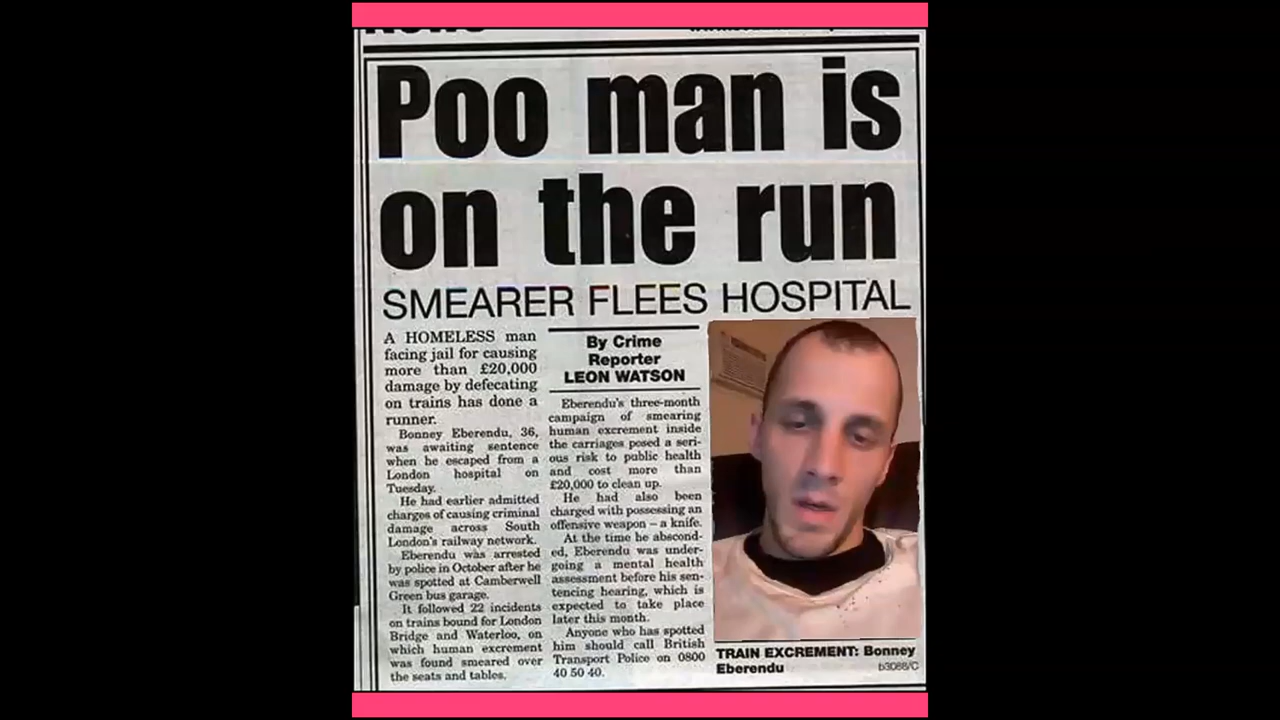 Poo man is
on the run
SMEARER FLEES HOSPITAL
A HOMELESS man
facing jail for causing
more than £20,000
damage by defecating
on trains has done a
runner.
Bonney Eberendu, 36,
was awaiting sentence
when he escaped from a
London hospital on
Tuesday.
He had earlier admitted
charges of causing criminal
damage across South
London's railway network.
Eberendu was arrested
by police in October after he
was spotted at Camberwell
Green bus garage.
It followed 22 incidents
on trains bound for London
Bridge and Waterloo, on
which human excrement
was found smeared over
the seats and tables.
By Crime
Reporter
LEON WATSON
Eberendu's three-month
campaign of smearing
human excrement inside
the carriages posed a seri-
ous risk to public health
and cost more than
£20,000 to clean up.
He had also been
charged with possessing an
offensive weapon – a knife.
At the time he abscond-
ed, Eberendu was under-
going a mental health
assessment before his sen-
tencing hearing, which is
expected to take place
later this month.
Anyone who has spotted
him should call British
Transport Police on 0800
40 50 40.
TRAIN EXCREMENT: Bonney
Eberendu
b3088/C